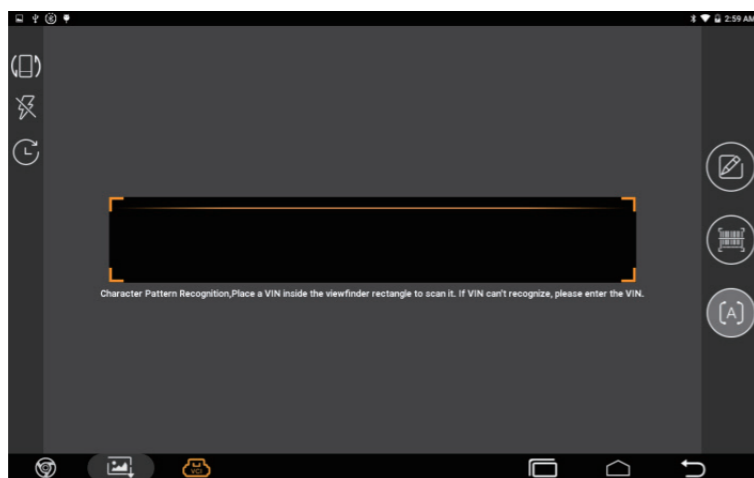 2:59 AM
Character Pattern Recognition,Place a VIN inside the viewfinder rectangle to scan it. If VIN can't recognize, please enter the VIN.
[A]
VCI